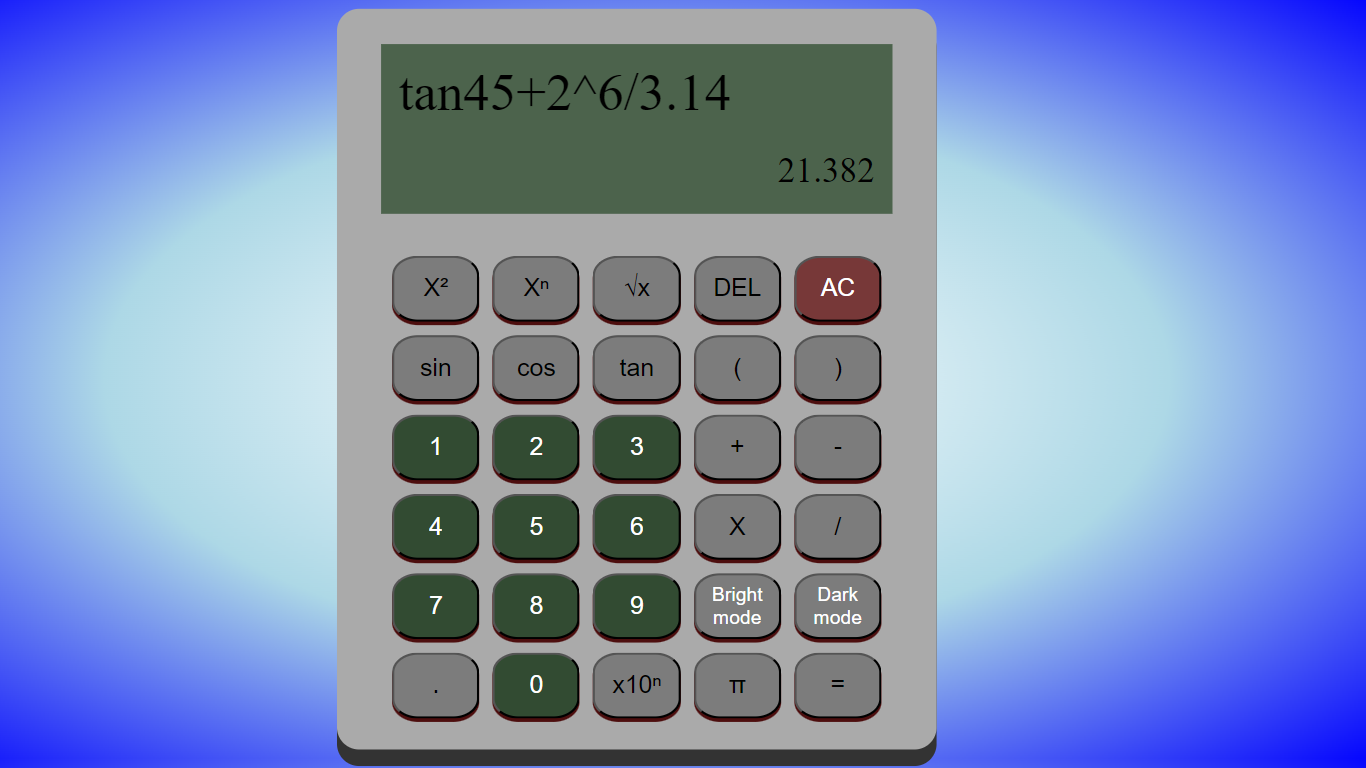 tan45+2^6/3.14
21.382
X² Xⁿ √x DEL AC
sin cos tan ( )
1 2 3 + -
4 5 6 X /
7 8 9 Bright mode Dark mode
. 0 x10ⁿ π =